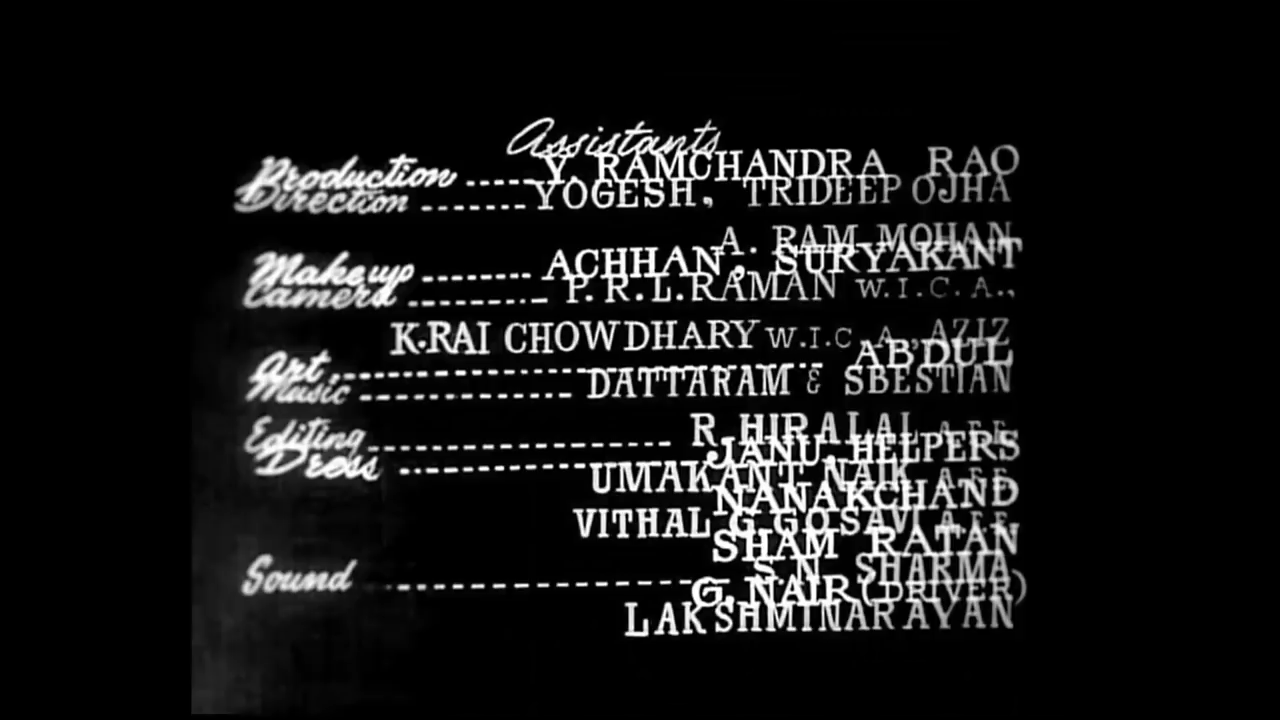 Assistants
Production ...... Y. RAMCHANDRA RAO
Direction ....... YOGESH, TRIDEEP OJHA
A. RAM MOHAN
Makeup -------- ACHHAN, SURYAKANT
Camera ---------- P.R.L.RAMAN W.I.C.A.,
K.RAI CHOWDHARY W.I.C.A, AZIZ
Art ------------------------------------ ABDUL
Music --------------- DATTARAM & SBESTIAN
Editing --------------------- R.HIRALAL A.F.E.
JANU. HELPERS
Dress -------------- UMAKANT NAIK A.F.E.
NANAKCHAND
VITHAL G.GOSAVI A.F.E.
SHAM RATAN
Sound ---------------------------- S.N. SHARMA
G. NAIR (DRIVER)
LAKSHMINARAYAN